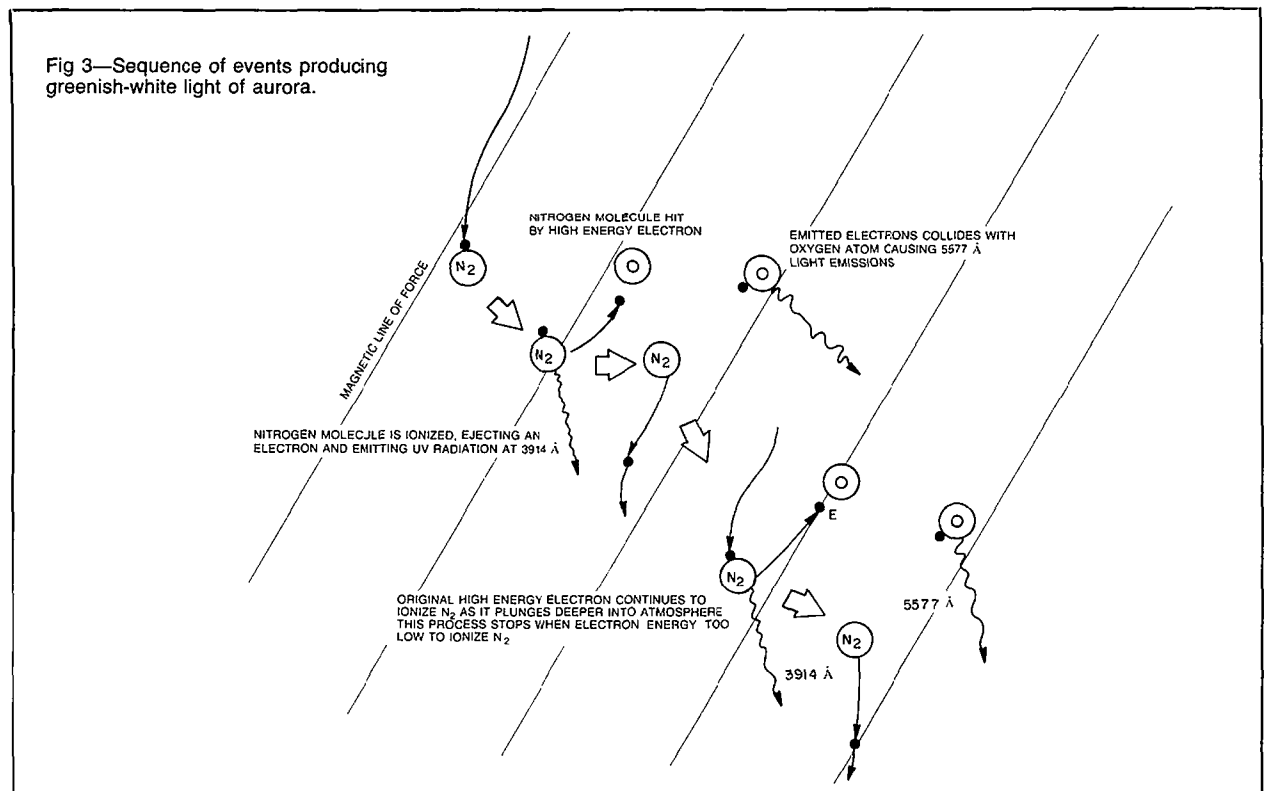 Fig 3—Sequence of events producing
greenish-white light of aurora.
NITROGEN MOLECULE HIT
BY HIGH ENERGY ELECTRON
EMITTED ELECTRONS COLLIDES WITH
OXYGEN ATOM CAUSING 5577 Å
LIGHT EMISSIONS
N2
O
O
MAGNETIC LINE OF FORCE
N2
N2
NITROGEN MOLECULE IS IONIZED, EJECTING AN
ELECTRON AND EMITTING UV RADIATION AT 3914 Å
O
E
O
N2
ORIGINAL HIGH ENERGY ELECTRON CONTINUES TO
IONIZE N2 AS IT PLUNGES DEEPER INTO ATMOSPHERE
THIS PROCESS STOPS WHEN ELECTRON ENERGY TOO
LOW TO IONIZE N2
5577 Å
N2
3914 Å